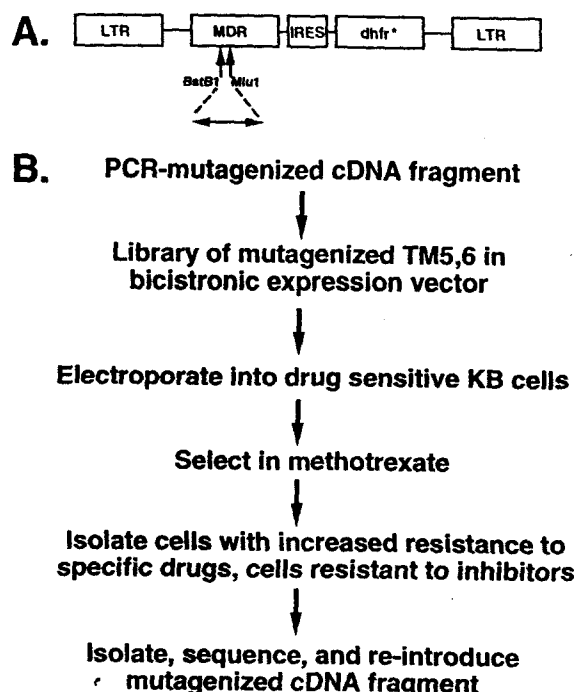 A.
LTR MDR IRES dhfr* LTR
BstB1 Mlu1
B.
PCR-mutagenized cDNA fragment
Library of mutagenized TM5,6 in
bicistronic expression vector
Electroporate into drug sensitive KB cells
Select in methotrexate
Isolate cells with increased resistance to
specific drugs, cells resistant to inhibitors
Isolate, sequence, and re-introduce
mutagenized cDNA fragment